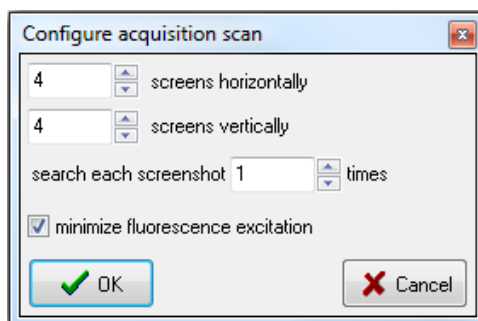 Configure acquisition scan
4 screens horizontally
4 screens vertically
search each screenshot 1 times
minimize fluorescence excitation
OK Cancel